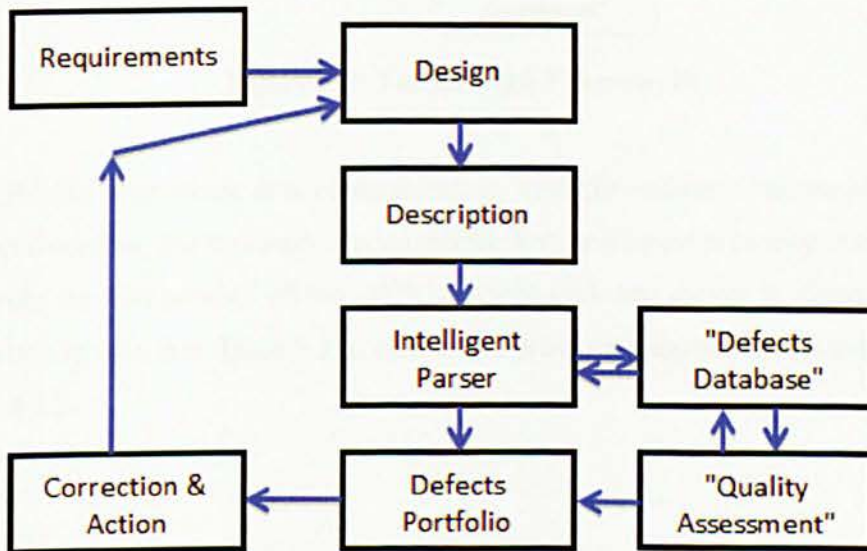 Requirements
Design
Description
Intelligent
Parser
"Defects
Database"
Correction &
Action
Defects
Portfolio
"Quality
Assessment"